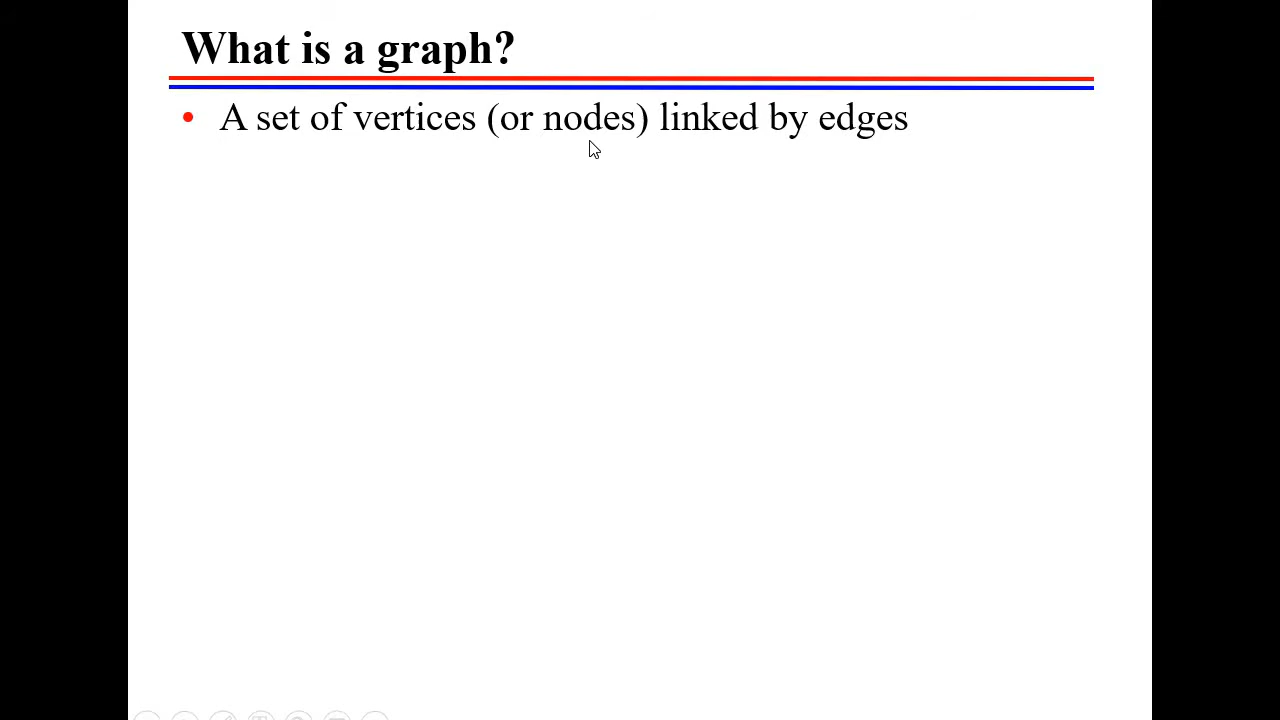 What is a graph?
• A set of vertices (or nodes) linked by edges